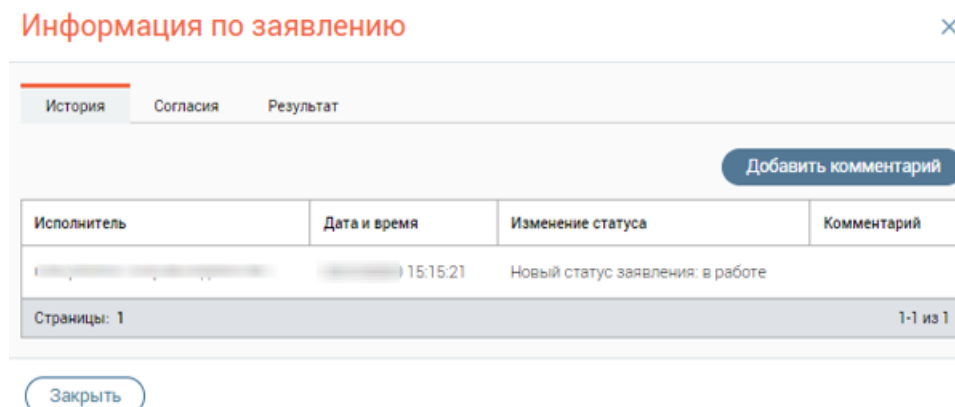 Информация по заявлению
История Согласия Результат
Добавить комментарий
Исполнитель Дата и время Изменение статуса Комментарий
15:15:21 Новый статус заявления: в работе
Страницы: 1 1-1 из 1
Закрыть